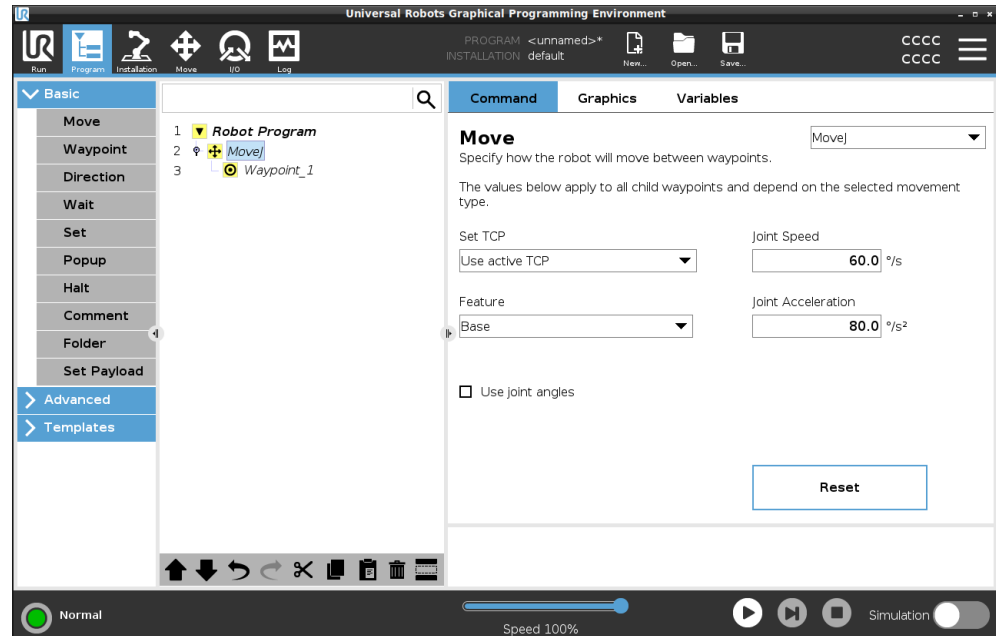 Universal Robots Graphical Programming Environment
UR
Run
Program
Installation
Move
I/O
Log
PROGRAM <unnamed>*
INSTALLATION default
New...
Open...
Save...
CCCC
CCCC
Basic
Move
Waypoint
Direction
Wait
Set
Popup
Halt
Comment
Folder
Set Payload
Advanced
Templates
1 Robot Program
2 MoveJ
3 Waypoint_1
Command Graphics Variables
Move
MoveJ
Specify how the robot will move between waypoints.
The values below apply to all child waypoints and depend on the selected movement
type.
Set TCP
Joint Speed
Use active TCP
60.0 °/s
Feature
Joint Acceleration
Base
80.0 °/s²
Use joint angles
Reset
Normal
Speed 100%
Simulation